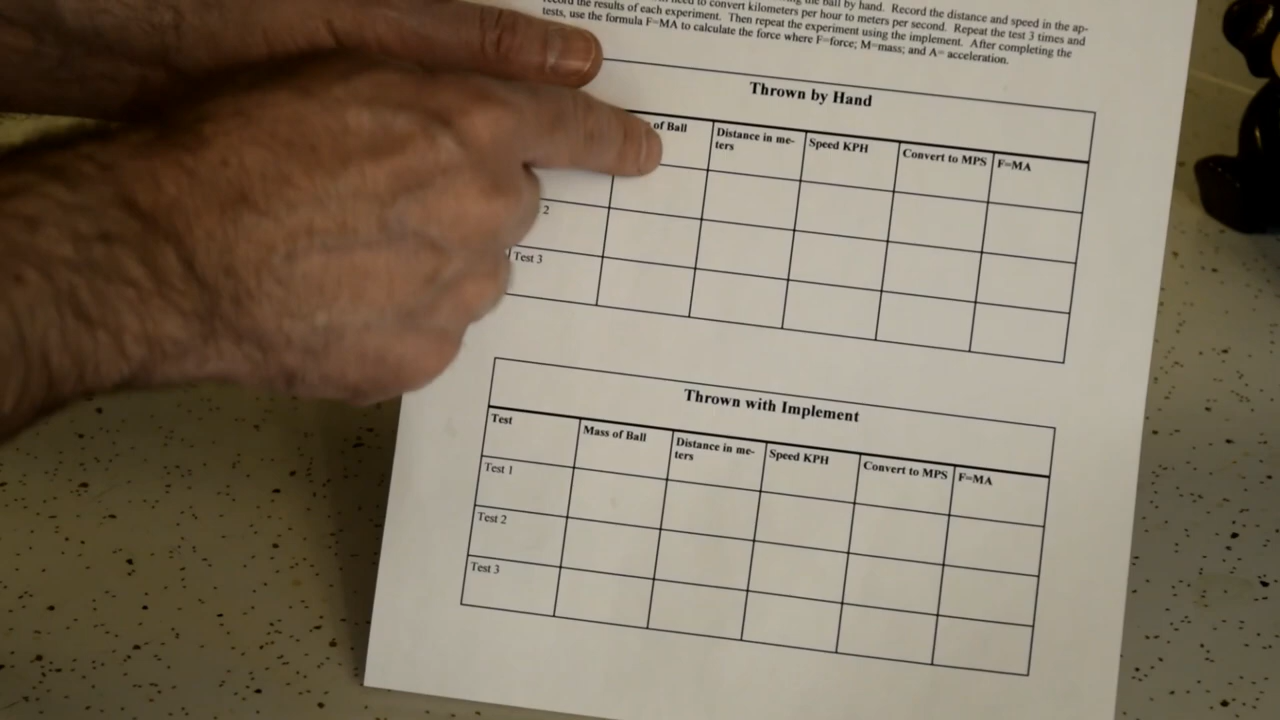 ball by hand. Record the distance and speed in the ap-
to convert kilometers per hour to meters per second. Repeat the test 3 times and
record the results of each experiment. Then repeat the experiment using the implement. After completing the
tests, use the formula F=MA to calculate the force where F=force; M=mass; and A= acceleration.
Thrown by Hand
of Ball
Distance in me-
ters
Speed KPH
Convert to MPS
F=MA
2
Test 3
Thrown with Implement
Test
Mass of Ball
Distance in me-
ters
Speed KPH
Convert to MPS
F=MA
Test 1
Test 2
Test 3